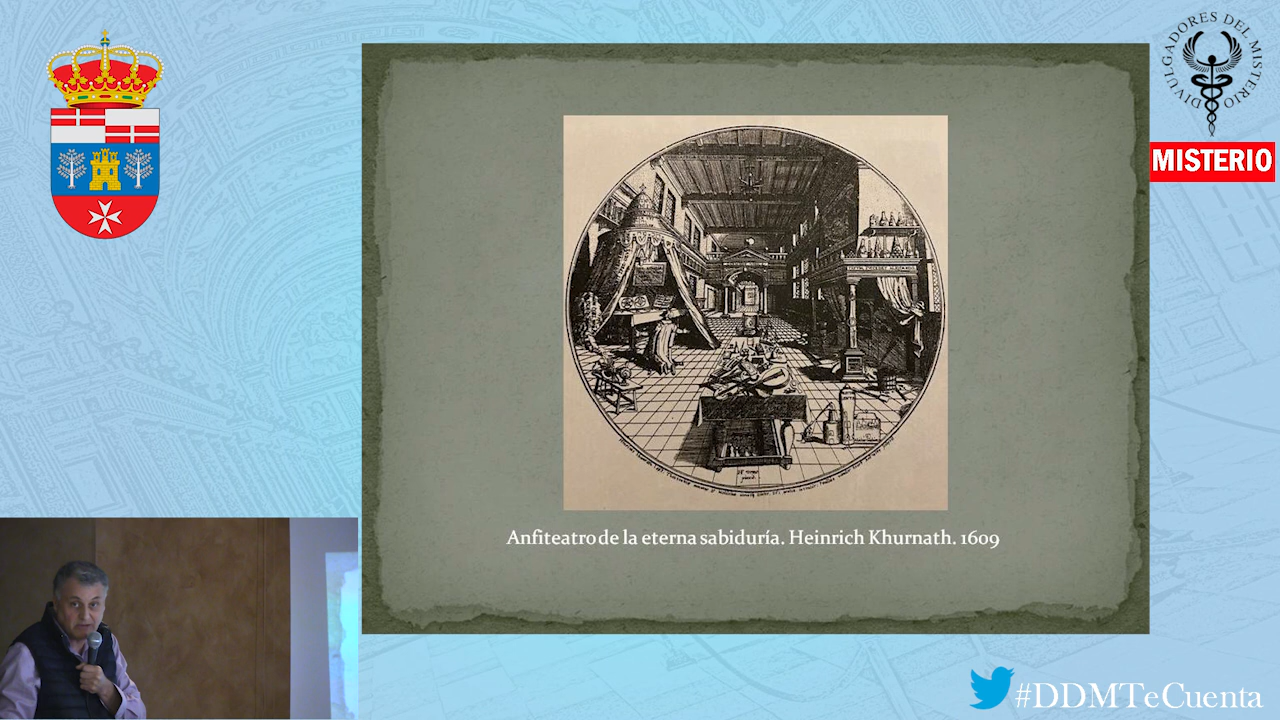 DIVULGADORES DEL MISTERIO
MISTERIO
Anfiteatro de la eterna sabiduría. Heinrich Khurnath. 1609
#DDMTeCuenta